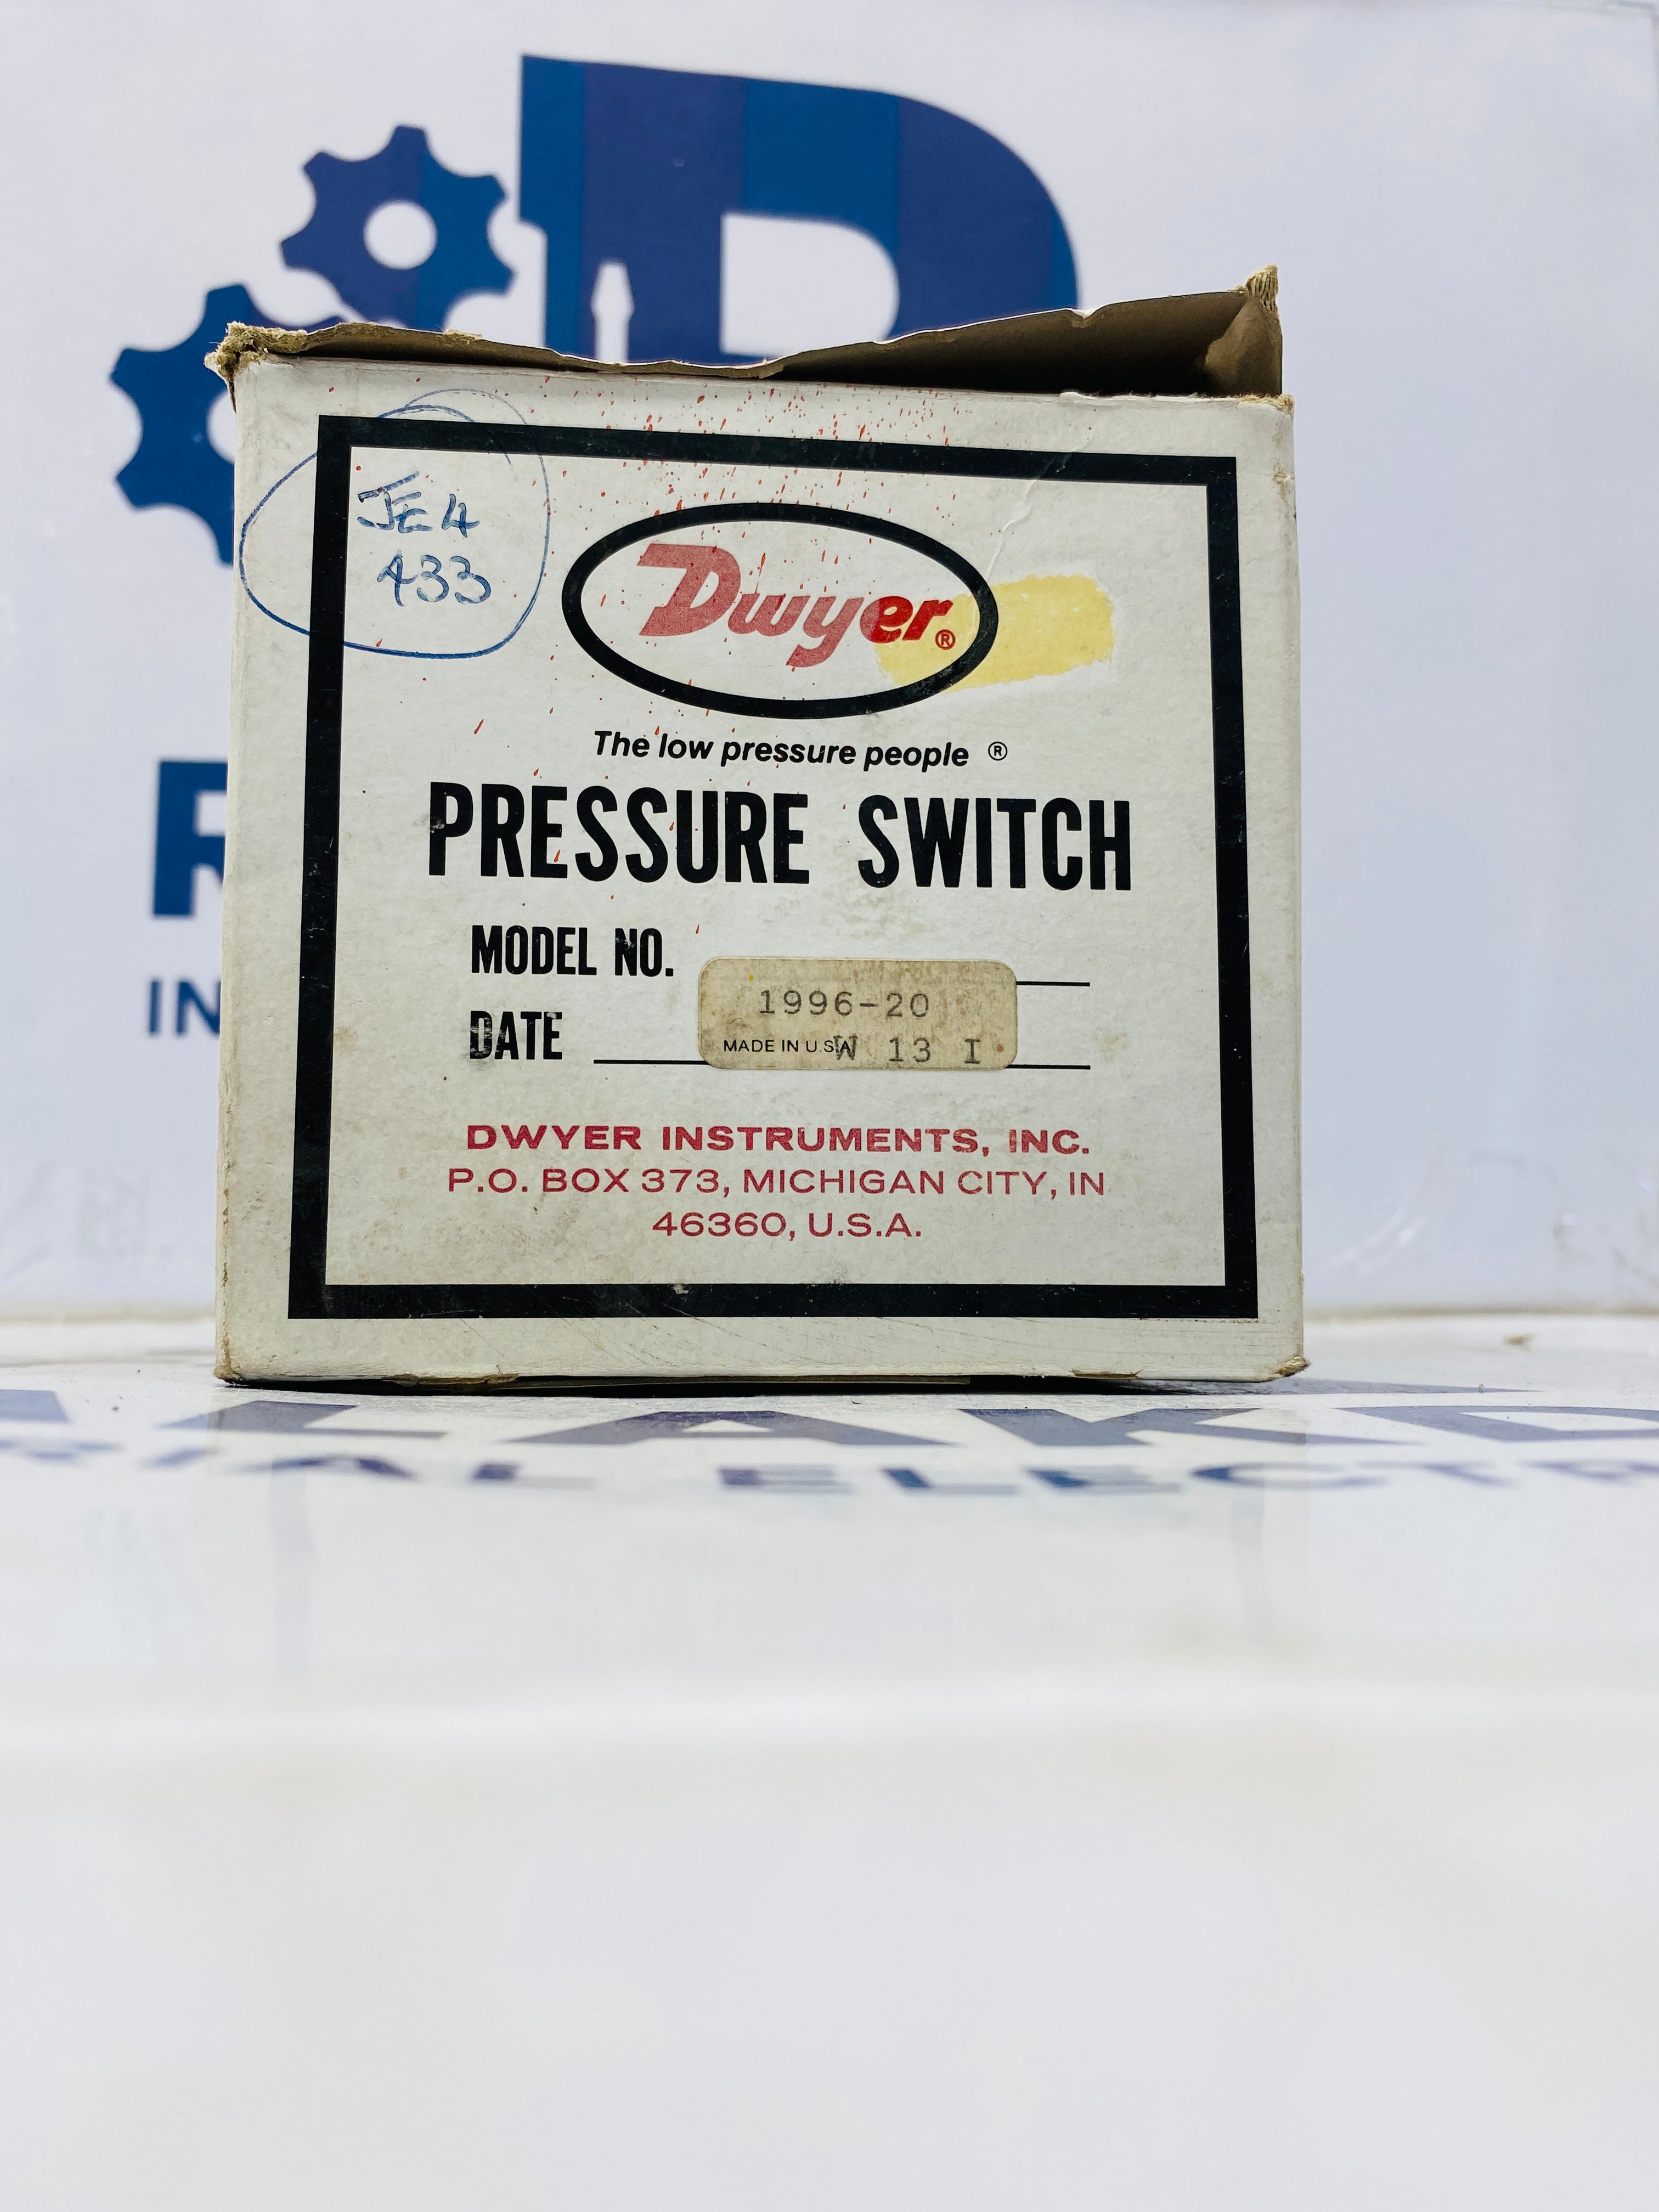 JE4
433
Dwyer®
The low pressure people ®
PRESSURE SWITCH
MODEL NO.
1996-20
DATE
MADE IN U.S.A
W 13 I
DWYER INSTRUMENTS, INC.
P.O. BOX 373, MICHIGAN CITY, IN
46360, U.S.A.